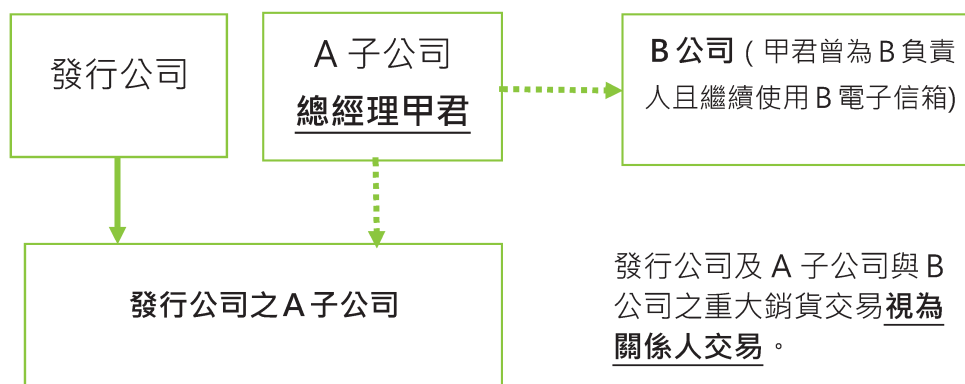 發行公司
A 子公司
總經理甲君
B 公司 ( 甲君曾為 B 負責
人且繼續使用 B 電子信箱)
發行公司之 A 子公司
發行公司及 A 子公司與 B
公司之重大銷貨交易視為
關係人交易。